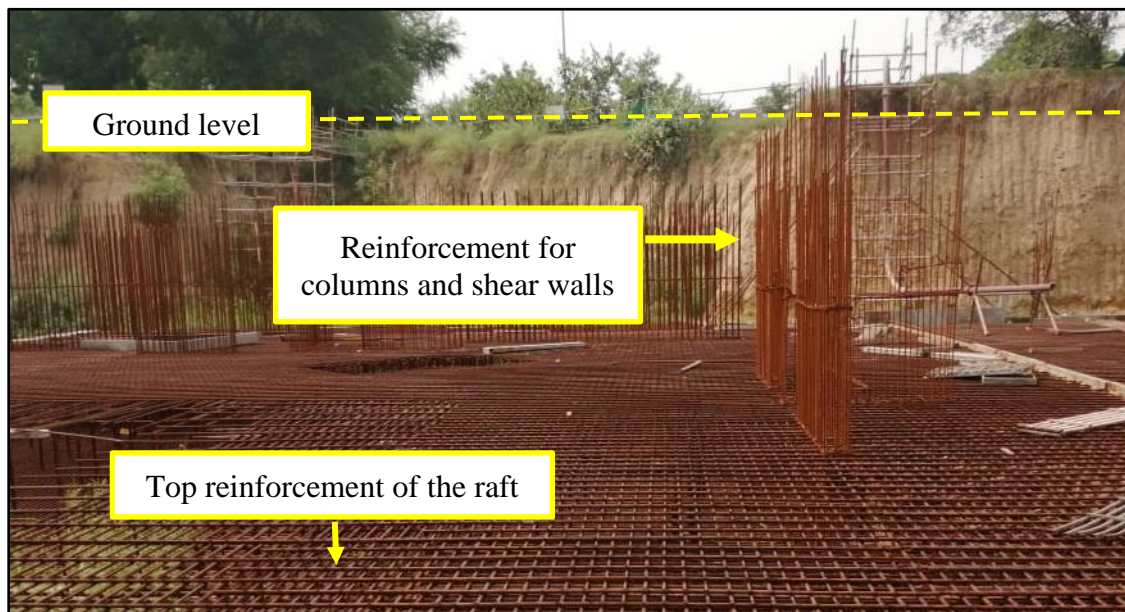 Ground level
Reinforcement for
columns and shear walls
Top reinforcement of the raft